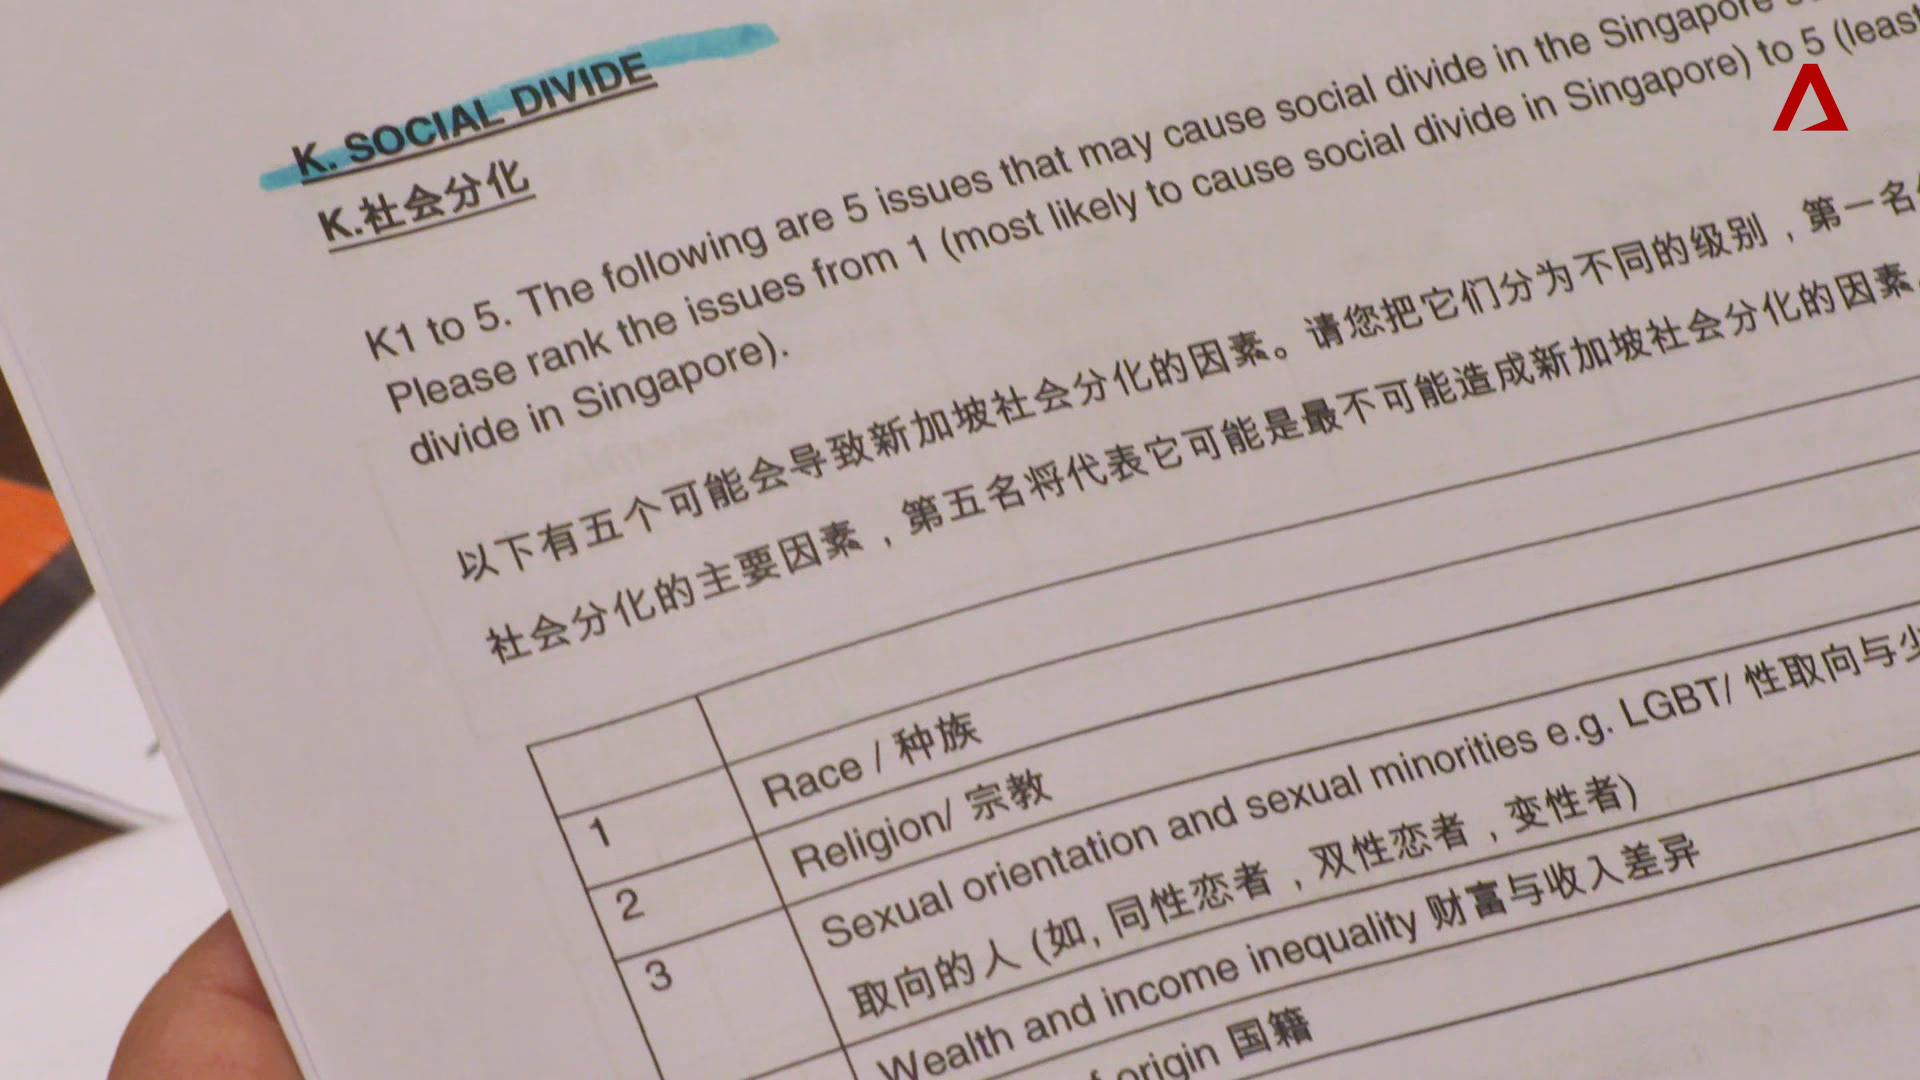 K. SOCIAL DIVIDE
K.社会分化
K1 to 5. The following are 5 issues that may cause social divide in the Singapore
Please rank the issues from 1 (most likely to cause social divide in Singapore) to 5 (least
divide in Singapore).
以下有五个可能会导致新加坡社会分化的因素。请您把它们分为不同的级别，第一名
社会分化的主要因素，第五名将代表它可能是最不可能造成新加坡社会分化的因素
1 Race / 种族
2 Religion/ 宗教
3 Sexual orientation and sexual minorities e.g. LGBT/ 性取向与少
取向的人 (如, 同性恋者，双性恋者，变性者)
Wealth and income inequality 财富与收入差异
origin 国籍